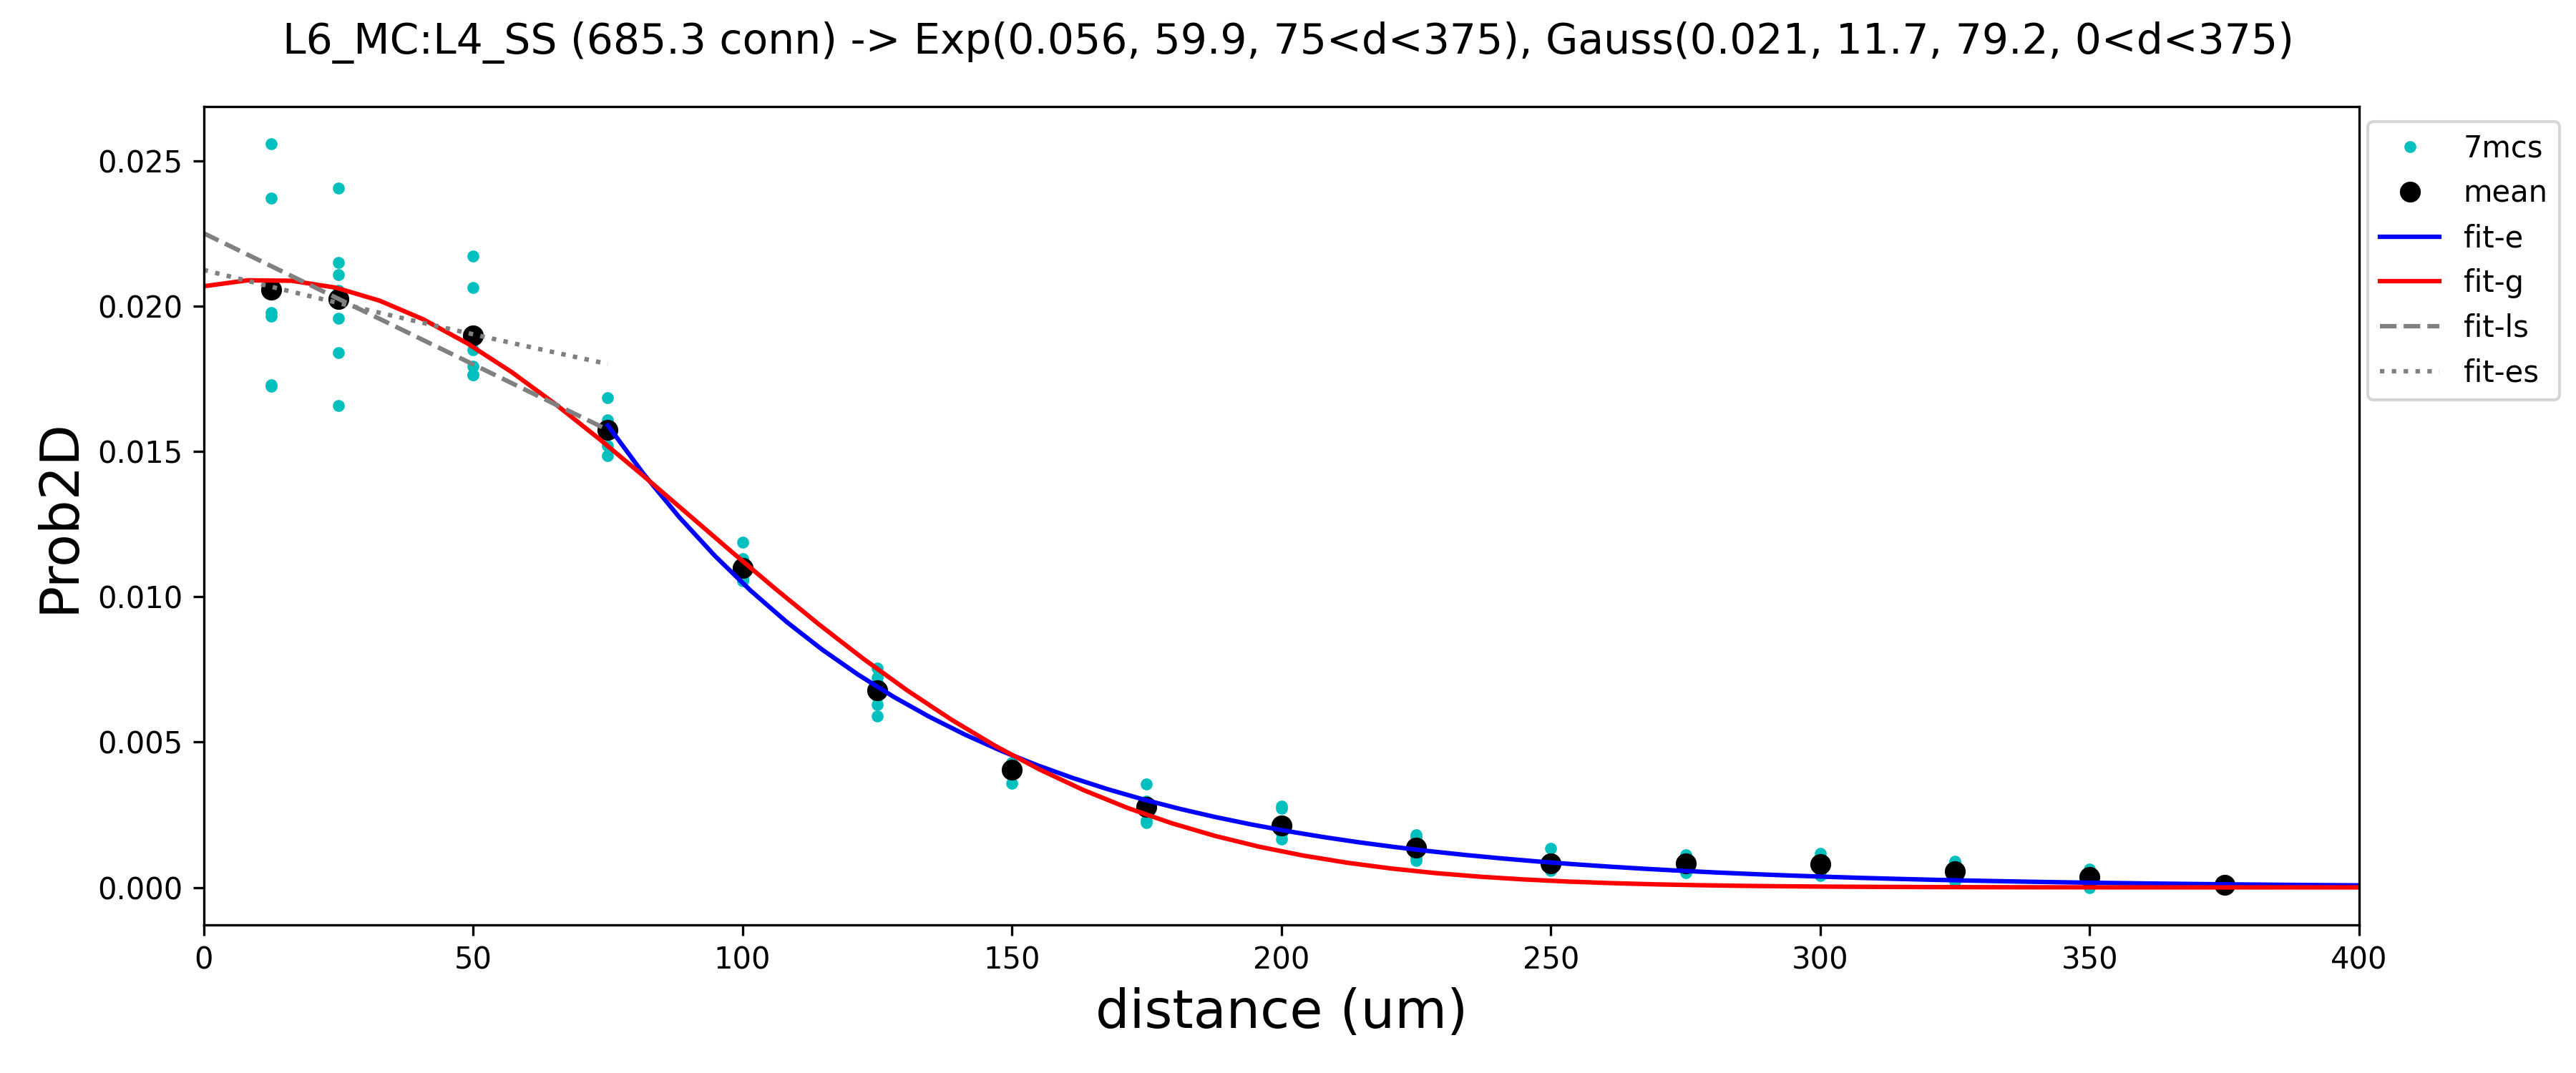 L6_MC:L4_SS (685.3 conn) -> Exp(0.056, 59.9, 75<d<375), Gauss(0.021, 11.7, 79.2, 0<d<375)
7mcs
mean
fit-e
fit-g
fit-ls
fit-es
Prob2D
0.025
0.020
0.015
0.010
0.005
0.000
0 50 100 150 200 250 300 350 400
distance (um)